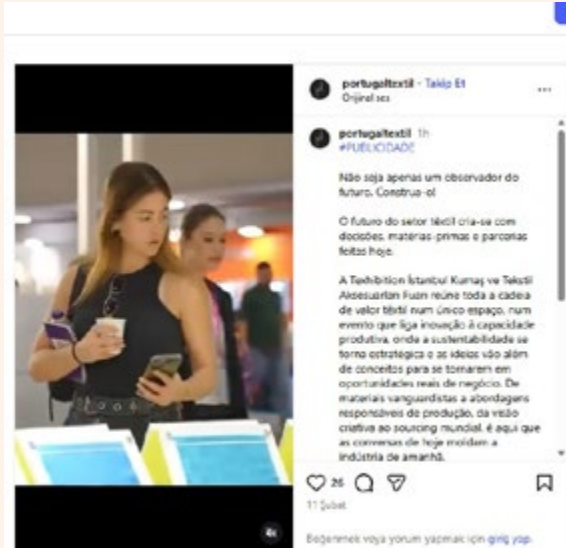 portugaltextil · Takip Et
Orijinal ses
portugaltextil 1h
#PUBLICIDADE
Não seja apenas um observador do
futuro. Construa-o!
O futuro do setor têxtil cria-se com
decisões, matérias-primas e parcerias
feitas hoje.
A Texhibition İstanbul Kumaş ve Tekstil
Aksesuarları Fuarı reúne toda a cadeia
de valor têxtil num único espaço, num
evento que liga inovação à capacidade
produtiva, onde a sustentabilidade se
torna estratégica e as ideias vão além
de conceitos para se tornarem em
oportunidades reais de negócio. De
materiais vanguardistas a abordagens
responsáveis de produção, da visão
criativa ao sourcing mundial, é aqui que
as conversas de hoje moldam a
indústria de amanhã.
26
11 Şubat
Beğenmek veya yorum yapmak için giriş yap.